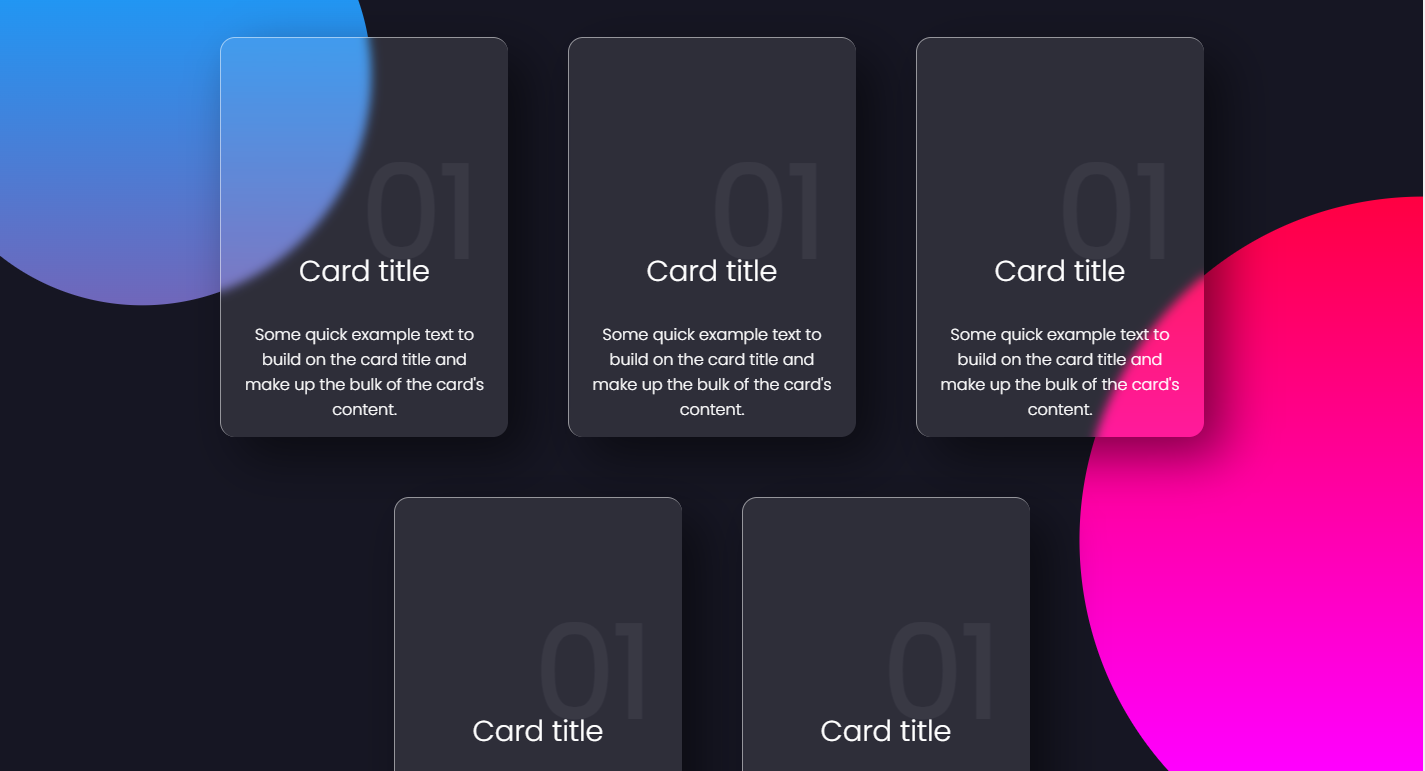 01
Card title
Some quick example text to
build on the card title and
make up the bulk of the card's
content.
01
Card title
Some quick example text to
build on the card title and
make up the bulk of the card's
content.
01
Card title
Some quick example text to
build on the card title and
make up the bulk of the card's
content.
01
Card title
01
Card title